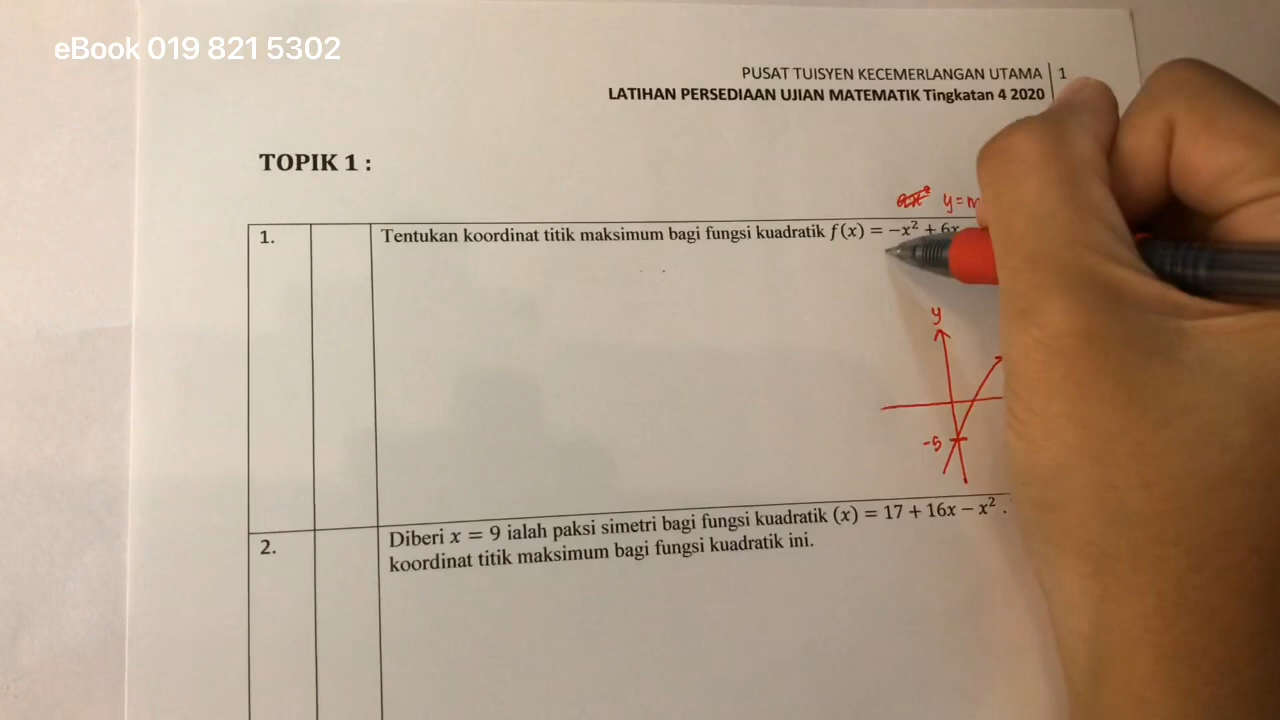 eBook 019 821 5302
PUSAT TUISYEN KECEMERLANGAN UTAMA | 1
LATIHAN PERSEDIAAN UJIAN MATEMATIK Tingkatan 4 2020
TOPIK 1 :
y=m
1. Tentukan koordinat titik maksimum bagi fungsi kuadratik f(x) = −x² + 6x
y
-5
2. Diberi x = 9 ialah paksi simetri bagi fungsi kuadratik (x) = 17 + 16x − x² .
koordinat titik maksimum bagi fungsi kuadratik ini.